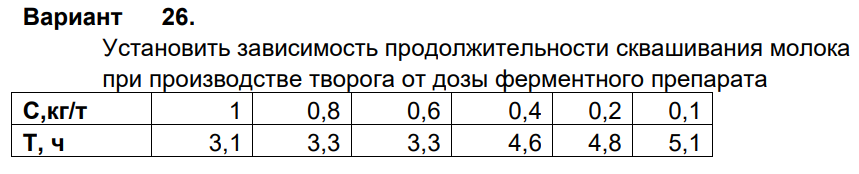 Вариант 26.
Установить зависимость продолжительности сквашивания молока
при производстве творога от дозы ферментного препарата
С,кг/т 1 0,8 0,6 0,4 0,2 0,1
Т, ч 3,1 3,3 3,3 4,6 4,8 5,1